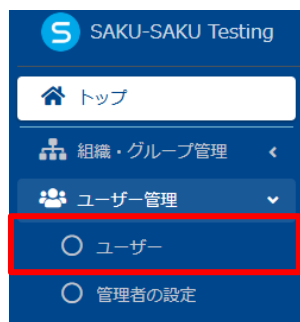 S SAKU-SAKU Testing
トップ
組織・グループ管理
ユーザー管理
ユーザー
管理者の設定